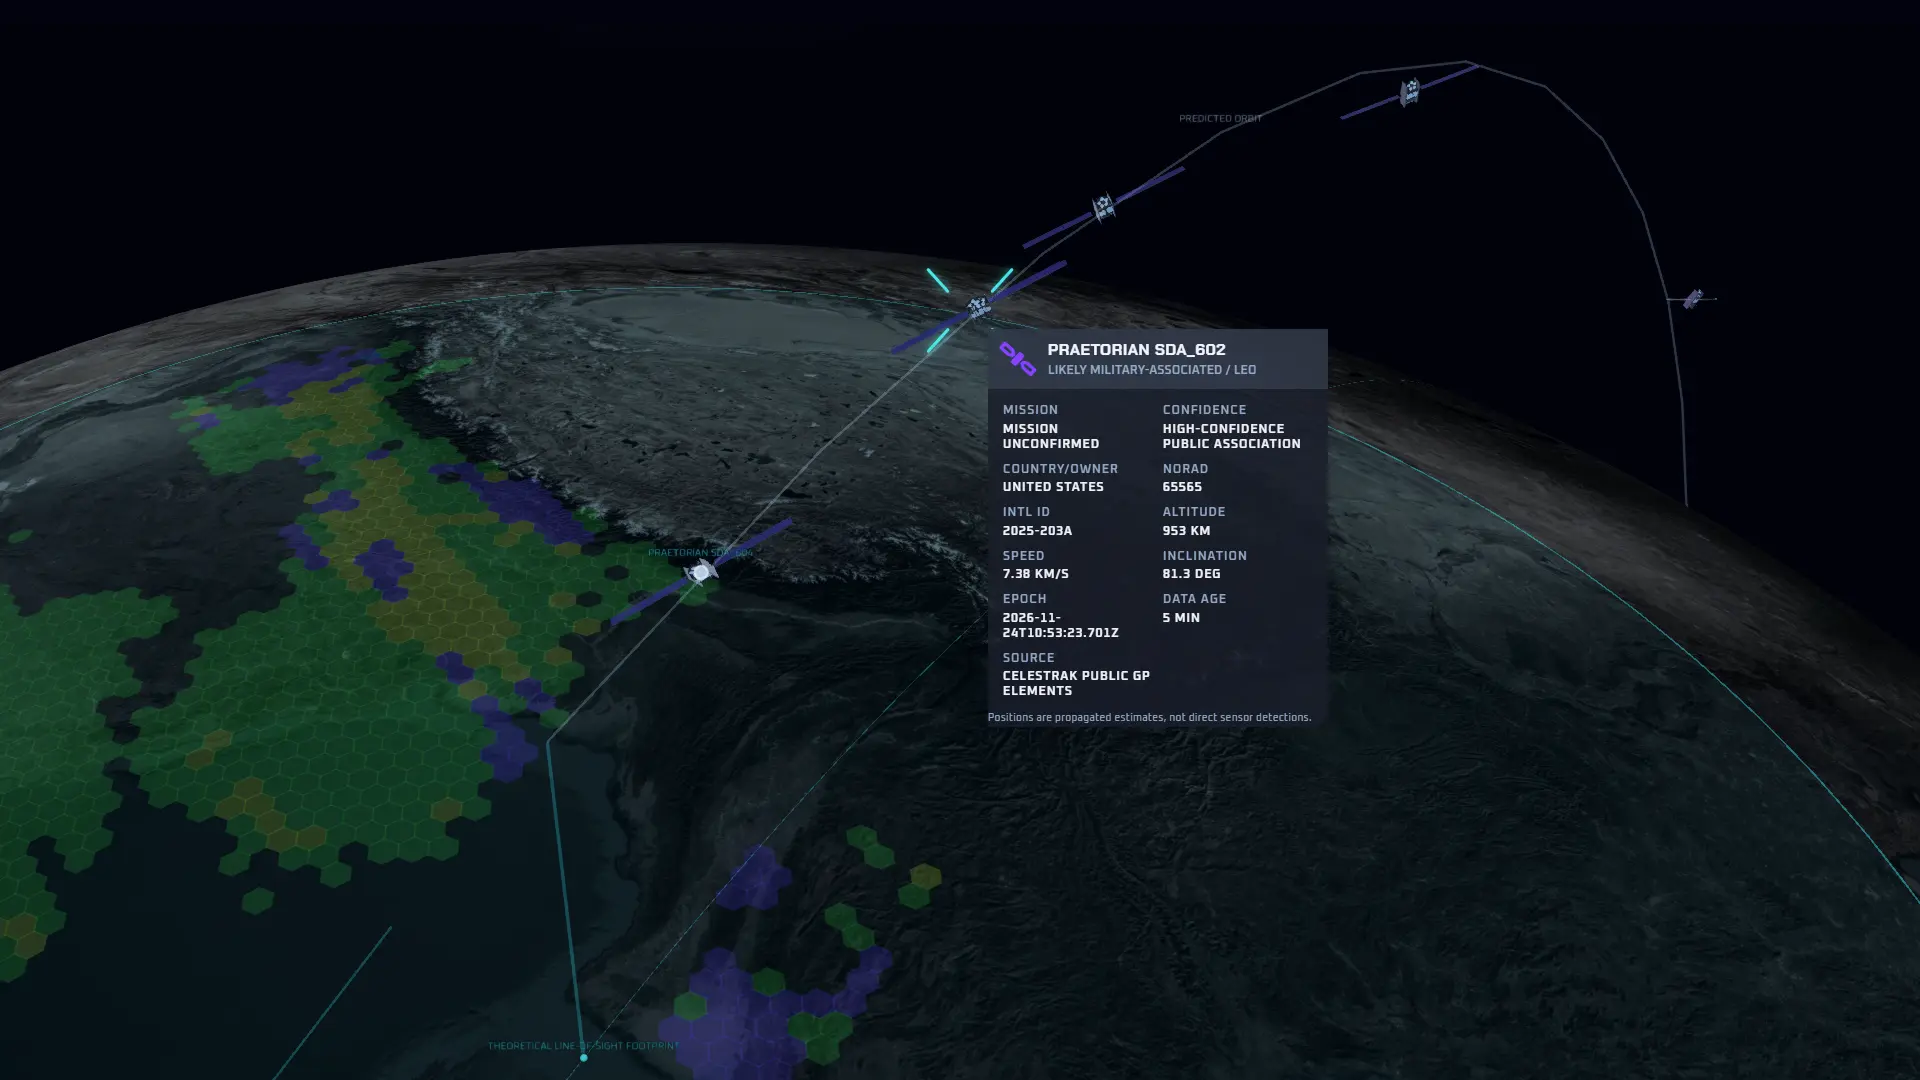 PREDICTED ORBIT
PRAETORIAN SDA_602
LIKELY MILITARY-ASSOCIATED / LEO
MISSION
MISSION
UNCONFIRMED
CONFIDENCE
HIGH-CONFIDENCE
PUBLIC ASSOCIATION
COUNTRY/OWNER
UNITED STATES
NORAD
65565
INTL ID
2025-203A
ALTITUDE
953 KM
SPEED
7.38 KM/S
INCLINATION
81.3 DEG
EPOCH
2026-11-
24T10:53:23.701Z
DATA AGE
5 MIN
SOURCE
CELESTRAK PUBLIC GP
ELEMENTS
Positions are propagated estimates, not direct sensor detections.
PRAETORIAN SDA_604
THEORETICAL LINE-OF-SIGHT FOOTPRINT